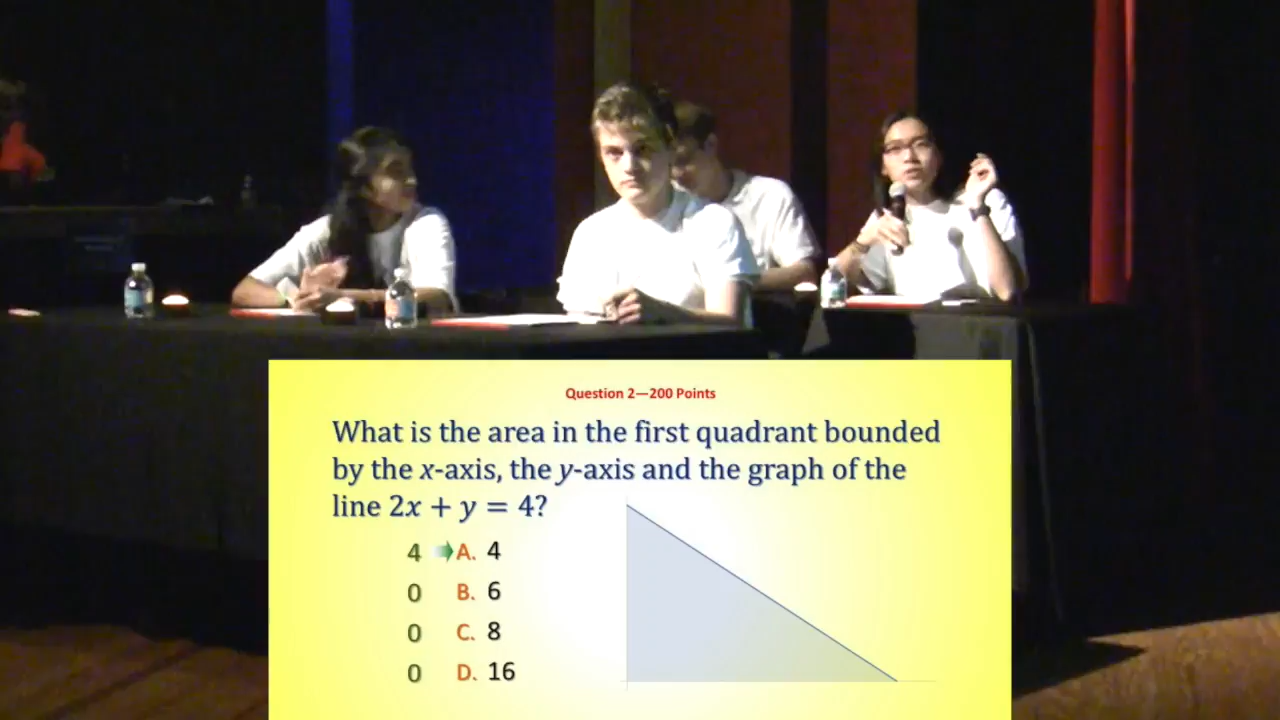 Question 2—200 Points
What is the area in the first quadrant bounded
by the x-axis, the y-axis and the graph of the
line 2x + y = 4?
4 A. 4
0 B. 6
0 C. 8
0 D. 16